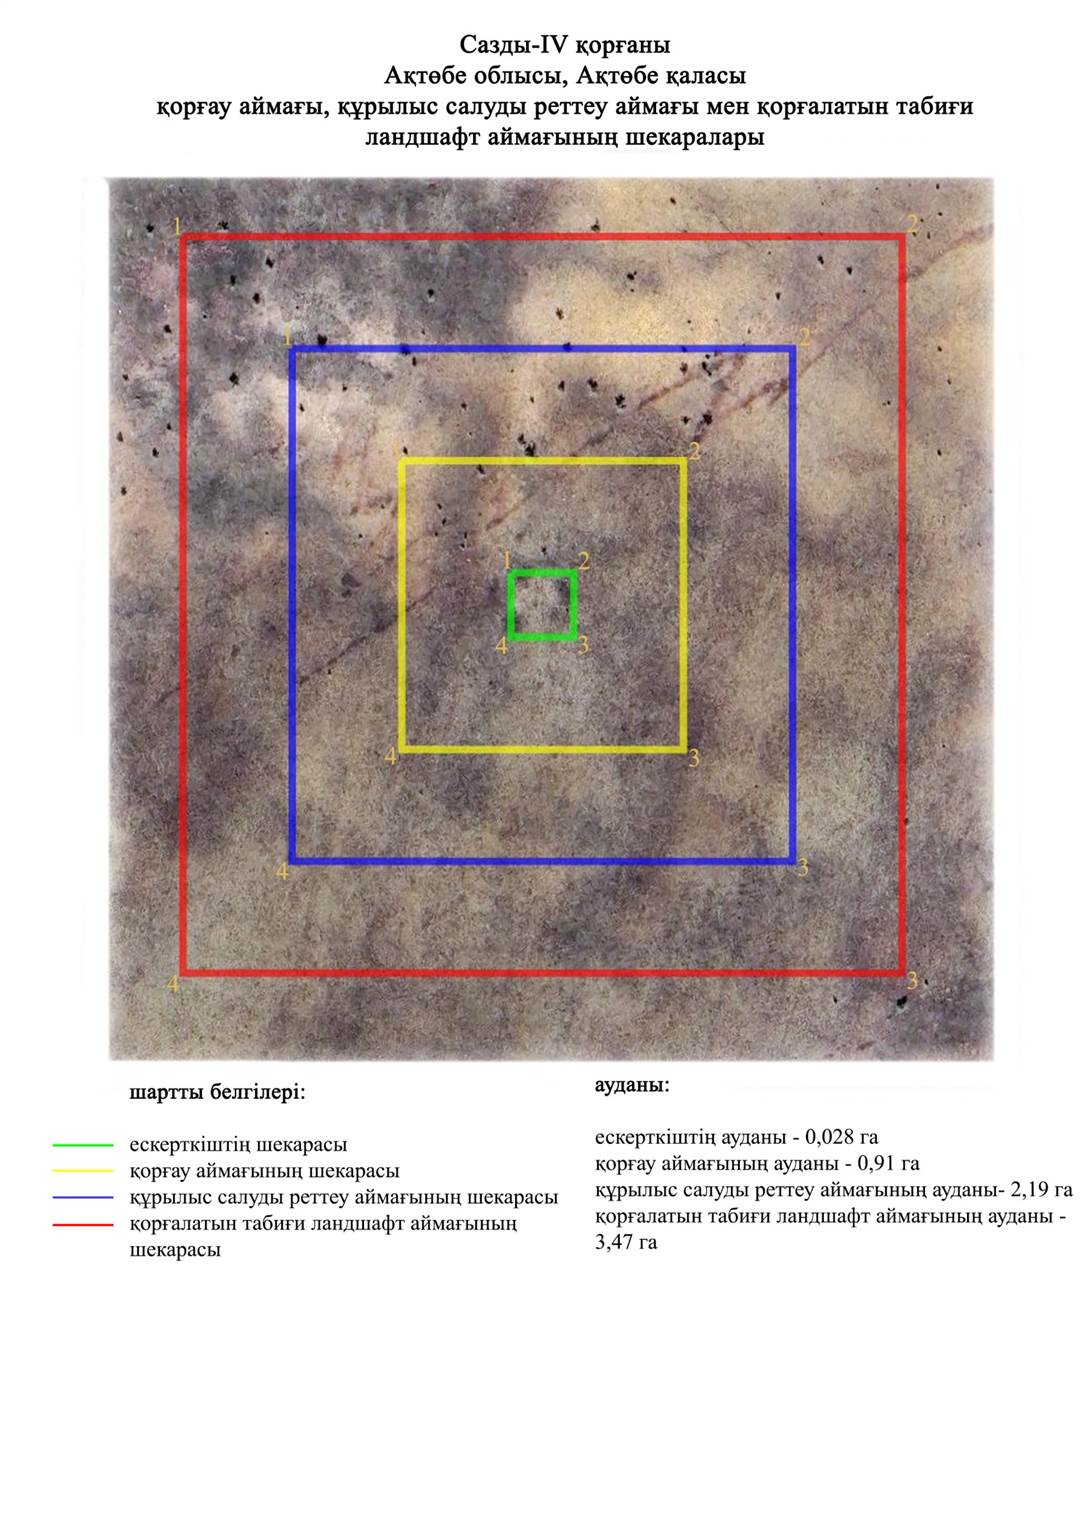 Сазды-IV қорғаны
Ақтөбе облысы, Ақтөбе қаласы
қорғау аймағы, құрылыс салуды реттеу аймағы мен қорғалатын табиғи
ландшафт аймағының шекаралары
1 2
1 2
1 2
1 2
4 3
4 3
4 3
4 3
шартты белгілері:
ескерткіштің шекарасы
қорғау аймағының шекарасы
құрылыс салуды реттеу аймағының шекарасы
қорғалатын табиғи ландшафт аймағының
шекарасы
ауданы:
ескерткіштің ауданы - 0,028 га
қорғау аймағының ауданы - 0,91 га
құрылыс салуды реттеу аймағының ауданы- 2,19 га
қорғалатын табиғи ландшафт аймағының ауданы -
3,47 га